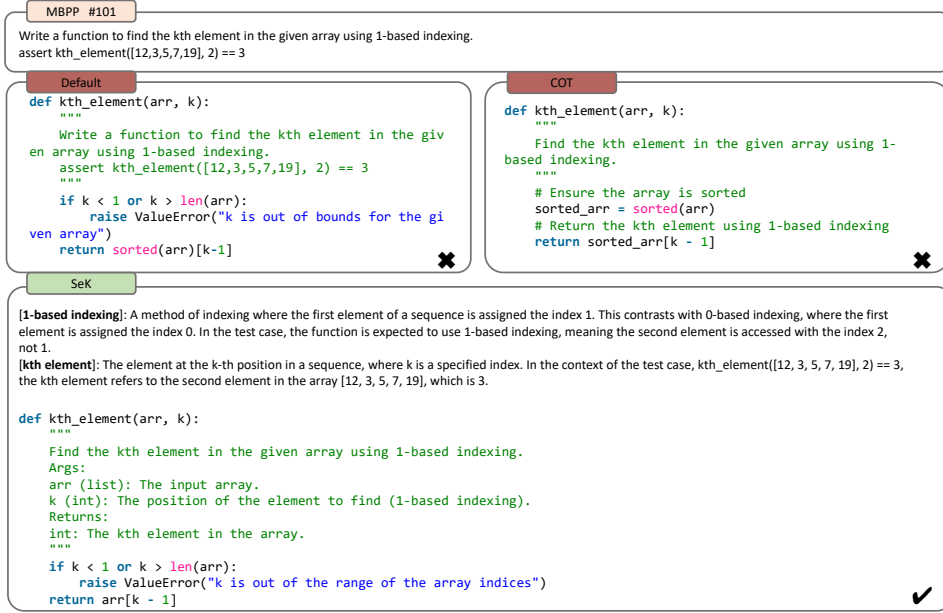 MBPP #101
Write a function to find the kth element in the given array using 1-based indexing.
assert kth_element([12,3,5,7,19], 2) == 3
Default
def kth_element(arr, k):
"""
Write a function to find the kth element in the giv
en array using 1-based indexing.
assert kth_element([12,3,5,7,19], 2) == 3
"""
if k < 1 or k > len(arr):
raise ValueError("k is out of bounds for the gi
ven array")
return sorted(arr)[k-1]
✖
COT
def kth_element(arr, k):
"""
Find the kth element in the given array using 1-
based indexing.
"""
# Ensure the array is sorted
sorted_arr = sorted(arr)
# Return the kth element using 1-based indexing
return sorted_arr[k - 1]
✖
SeK
[1-based indexing]: A method of indexing where the first element of a sequence is assigned the index 1. This contrasts with 0-based indexing, where the first
element is assigned the index 0. In the test case, the function is expected to use 1-based indexing, meaning the second element is accessed with the index 2,
not 1.
[kth element]: The element at the k-th position in a sequence, where k is a specified index. In the context of the test case, kth_element([12, 3, 5, 7, 19], 2) == 3,
the kth element refers to the second element in the array [12, 3, 5, 7, 19], which is 3.
def kth_element(arr, k):
"""
Find the kth element in the given array using 1-based indexing.
Args:
arr (list): The input array.
k (int): The position of the element to find (1-based indexing).
Returns:
int: The kth element in the array.
"""
if k < 1 or k > len(arr):
raise ValueError("k is out of the range of the array indices")
return arr[k - 1]
✔